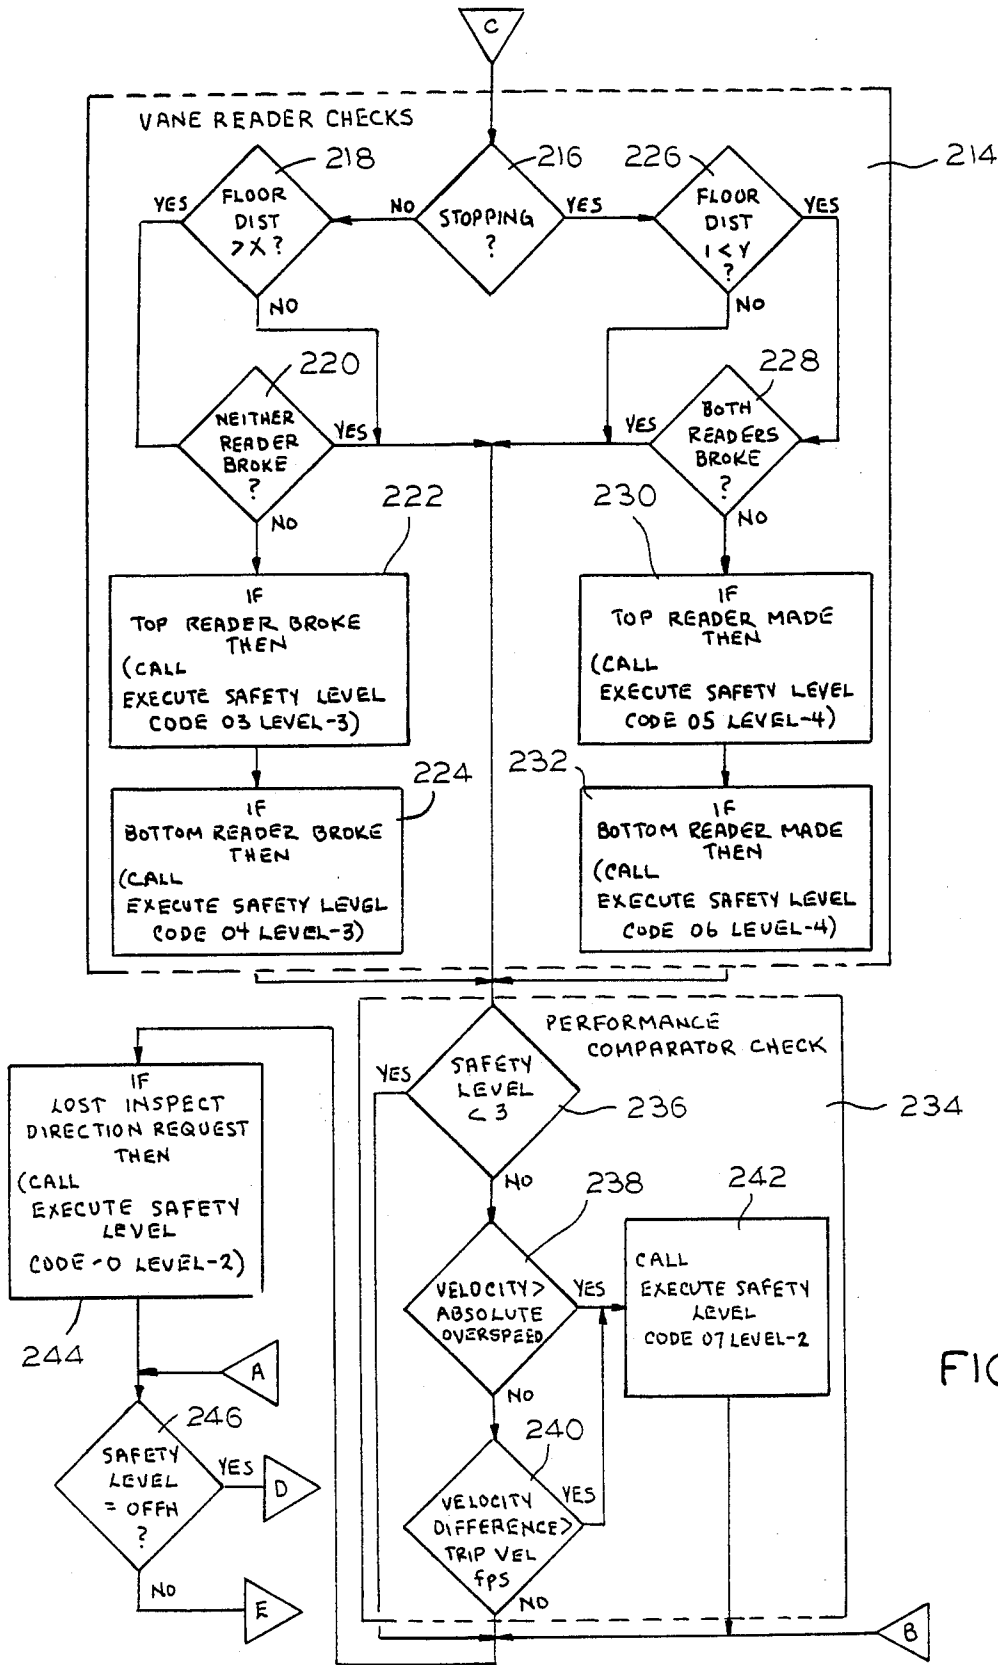 C
VANE READER CHECKS
214
218
216
226
YES
FLOOR
DIST
> X ?
NO
STOPPING
?
YES
FLOOR
DIST
1 < Y
?
YES
NO
NO
220
228
NEITHER
READER
BROKE
?
YES
YES
BOTH
READERS
BROKE
?
NO
NO
222
230
IF
TOP READER BROKE
THEN
(CALL
EXECUTE SAFETY LEVEL
CODE 03 LEVEL-3)
IF
TOP READER MADE
THEN
(CALL
EXECUTE SAFETY LEVEL
CODE 05 LEVEL-4)
224
232
IF
BOTTOM READER BROKE
THEN
(CALL
EXECUTE SAFETY LEVEL
CODE 04 LEVEL-3)
IF
BOTTOM READER MADE
THEN
(CALL
EXECUTE SAFETY LEVEL
CODE 06 LEVEL-4)
PERFORMANCE
COMPARATOR CHECK
234
YES
SAFETY
LEVEL
< 3
236
NO
IF
LOST INSPECT
DIRECTION REQUEST
THEN
(CALL
EXECUTE SAFETY
LEVEL
CODE-0 LEVEL-2)
244
238
242
VELOCITY>
ABSOLUTE
OVERSPEED
YES
CALL
EXECUTE SAFETY
LEVEL
CODE 07 LEVEL-2
NO
FIG
A
246
240
SAFETY
LEVEL
= OFFH
?
YES
D
VELOCITY
DIFFERENCE>
TRIP VEL
fps
YES
NO
NO
E
B